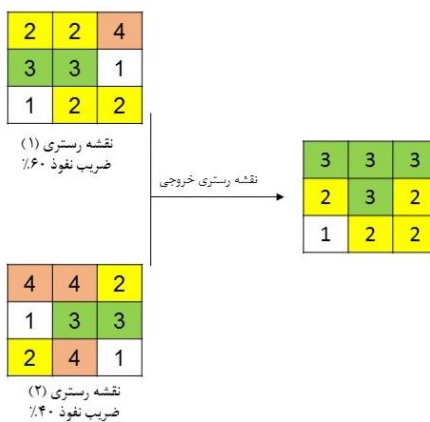 2 2 4
3 3 1
1 2 2
نقشه رستری (۱)
ضریب نفوذ ۶۰٪
نقشه رستری خروجی
3 3 3
2 3 2
1 2 2
4 4 2
1 3 3
2 4 1
نقشه رستری (۲)
ضریب نفوذ ۴۰٪